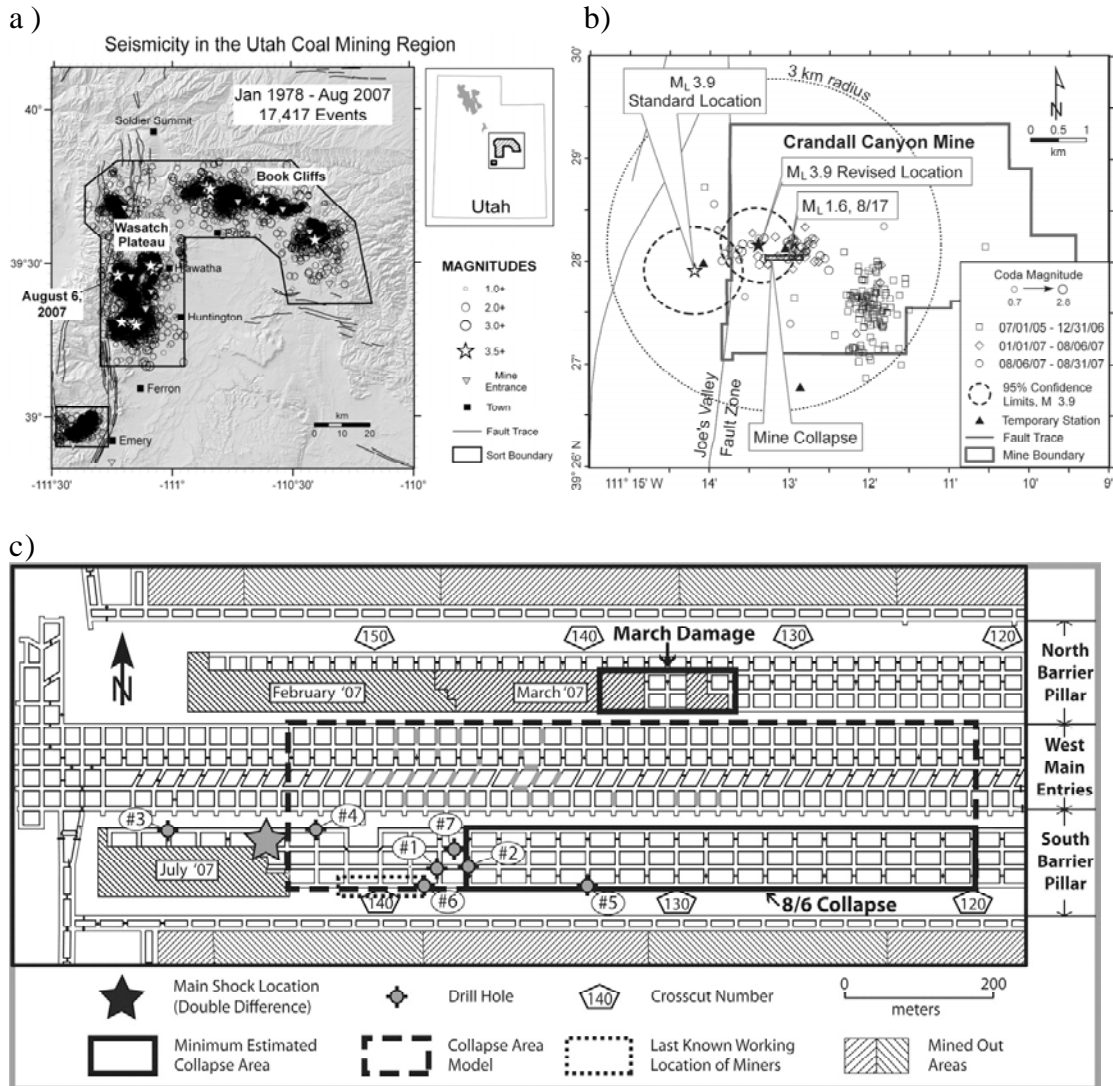 a )
Seismicity in the Utah Coal Mining Region
Jan 1978 - Aug 2007
17,417 Events
40°
Soldier Summit
Book Cliffs
Wasatch
Plateau
Price
39°30'
Hiawatha
August 6,
2007
Huntington
Ferron
39°
Emery
km
0 10 20
-111°30'
-111°
-110°30'
-110°
Utah
MAGNITUDES
1.0+
2.0+
3.0+
3.5+
Mine
Entrance
Town
Fault Trace
Sort Boundary
b)
30'
29'
28'
27'
39° 26' N
111° 15' W
14'
13'
12'
11'
10'
9'
ML 3.9
Standard Location
3 km radius
N
0 0.5 1
km
Crandall Canyon Mine
ML 3.9 Revised Location
ML 1.6, 8/17
Joe's Valley
Fault Zone
Mine Collapse
Coda Magnitude
0.7 2.8
07/01/05 - 12/31/06
01/01/07 - 08/06/07
08/06/07 - 08/31/07
95% Confidence
Limits, M 3.9
Temporary Station
Fault Trace
Mine Boundary
c)
N
150
140
March Damage
130
120
North
Barrier
Pillar
February '07
March '07
West
Main
Entries
#3
#4
#7
#1
#2
July '07
South
Barrier
Pillar
140
#6
#5
130
8/6 Collapse
120
Main Shock Location
(Double Difference)
Drill Hole
140
Crosscut Number
0 200
meters
Minimum Estimated
Collapse Area
Collapse Area
Model
Last Known Working
Location of Miners
Mined Out
Areas